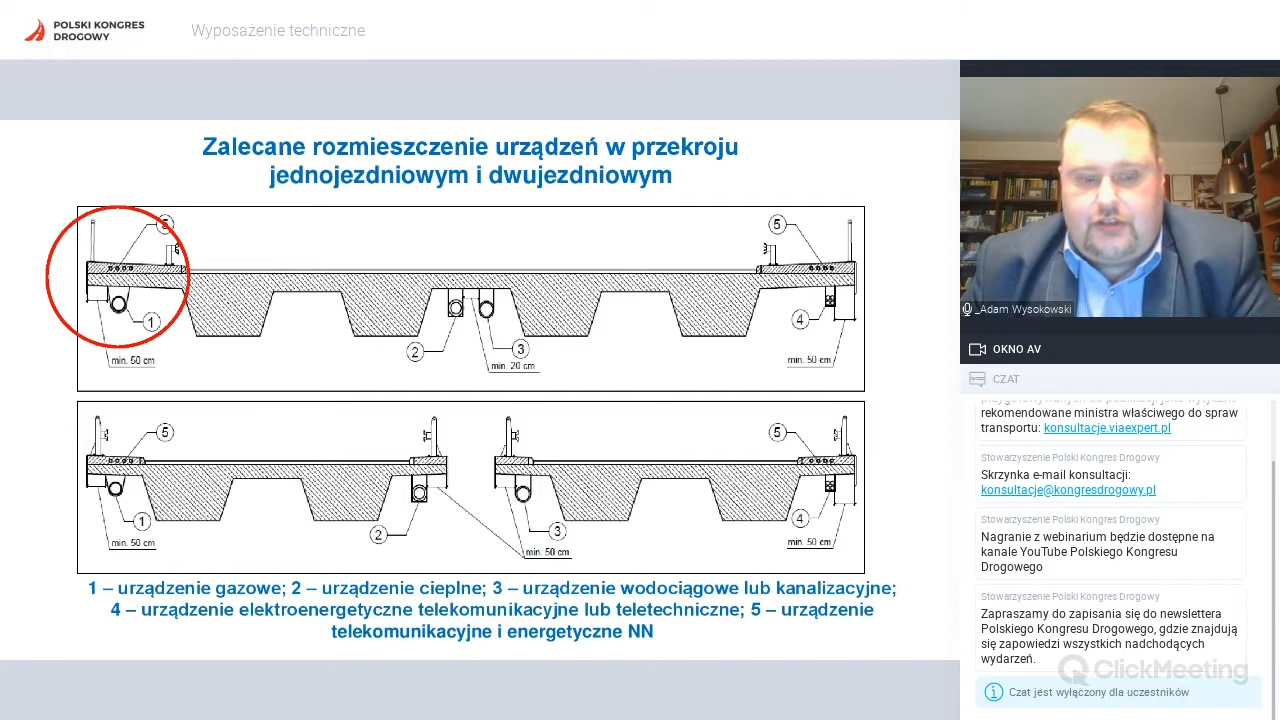 POLSKI KONGRES
DROGOWY
Wyposażenie techniczne
Zalecane rozmieszczenie urządzeń w przekroju
jednojezdniowym i dwujezdniowym
5
5
1
2
3
4
min. 50 cm
min. 20 cm
min. 50 cm
5
5
1
2
3
4
min. 50 cm
min. 50 cm
min. 50 cm
1 – urządzenie gazowe; 2 – urządzenie cieplne; 3 – urządzenie wodociągowe lub kanalizacyjne;
4 – urządzenie elektroenergetyczne telekomunikacyjne lub teletechniczne; 5 – urządzenie
telekomunikacyjne i energetyczne NN
_Adam Wysokowski
OKNO AV
CZAT
rekomendowane ministra właściwego do spraw
transportu: konsultacje.viaexpert.pl
Stowarzyszenie Polski Kongres Drogowy
Skrzynka e-mail konsultacji:
konsultacje@kongresdrogowy.pl
Stowarzyszenie Polski Kongres Drogowy
Nagranie z webinarium będzie dostępne na
kanale YouTube Polskiego Kongresu
Drogowego
Stowarzyszenie Polski Kongres Drogowy
Zapraszamy do zapisania się do newslettera
Polskiego Kongresu Drogowego, gdzie znajdują
się zapowiedzi wszystkich nadchodzących
wydarzeń.
ClickMeeting
Czat jest wyłączony dla uczestników